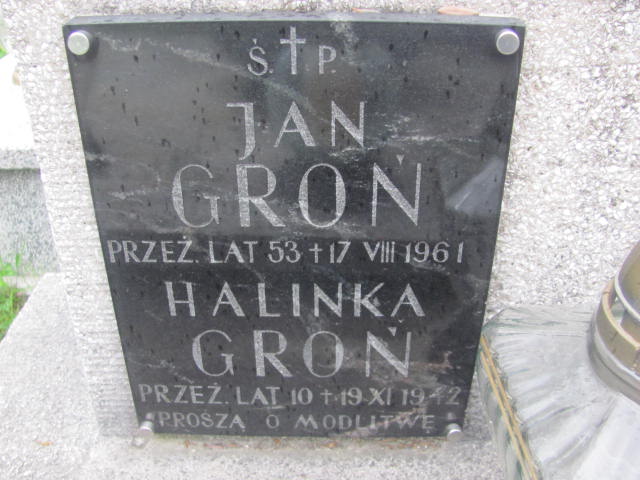 Ś. † P.
JAN
GROŃ
PRZEŻ. LAT 53 † 17 VIII 1961
HALINKA
GROŃ
PRZEŻ. LAT 10 † 19 XI 1942
PROSZĄ O MODLITWĘ